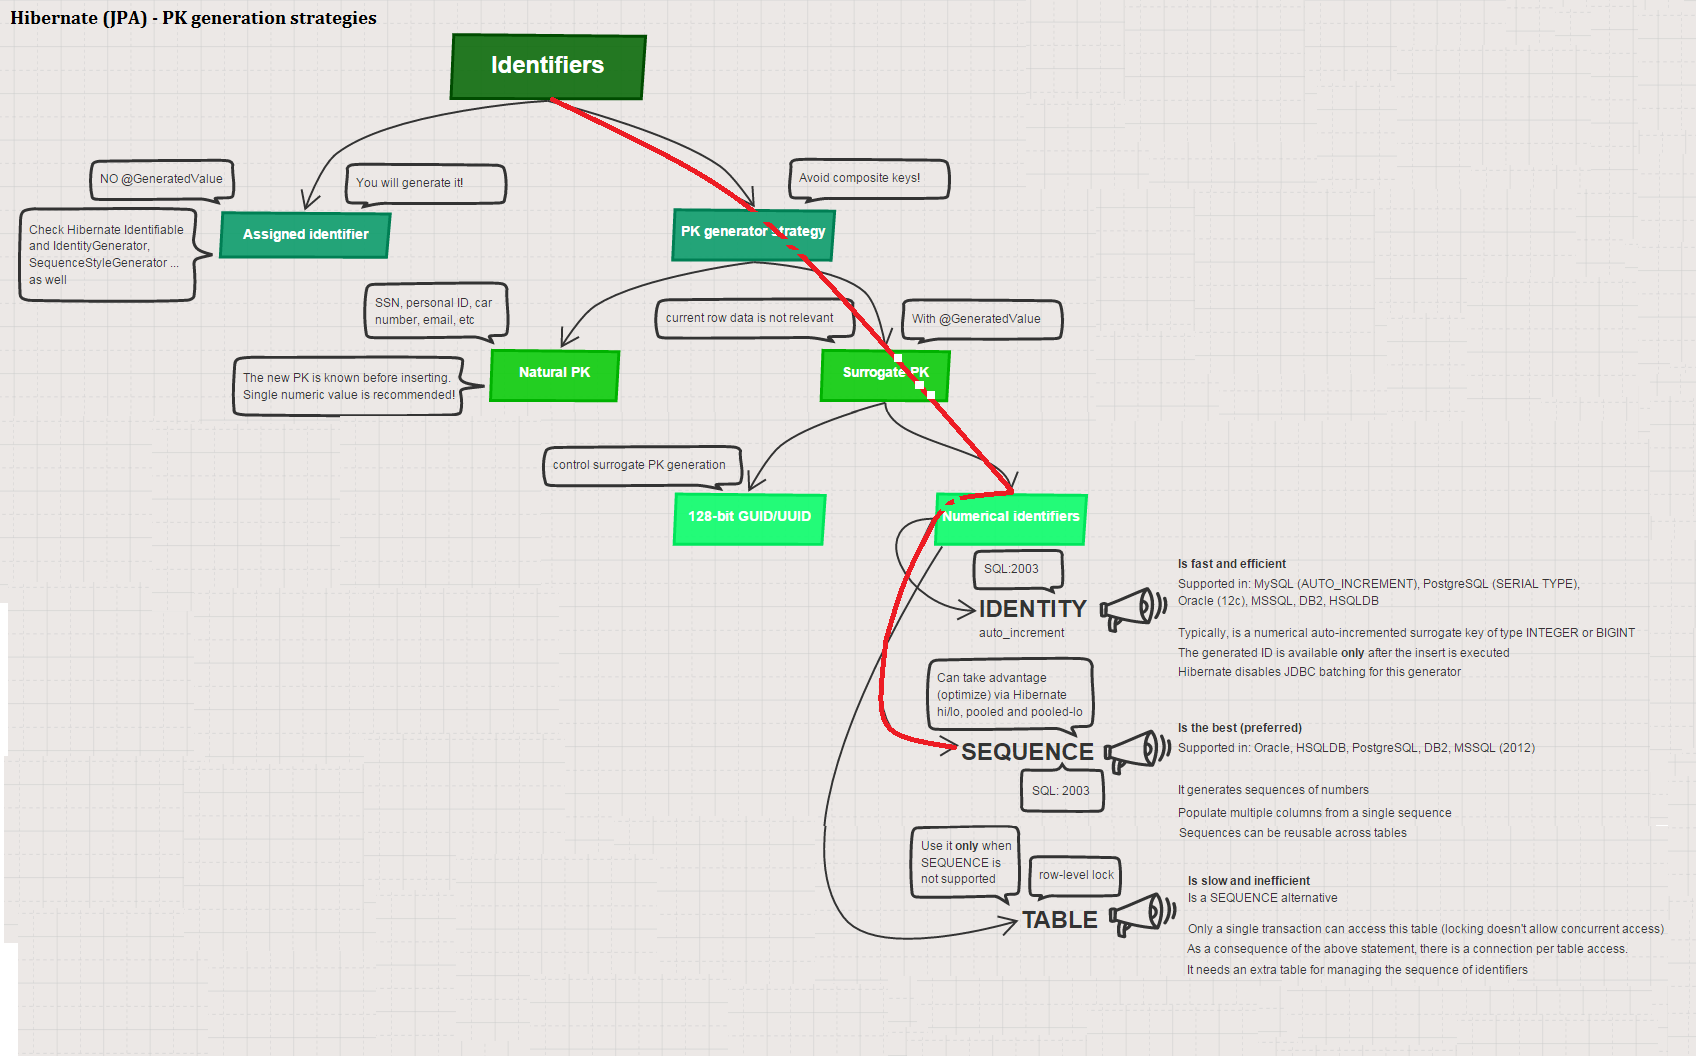 Hibernate (JPA) - PK generation strategies
Identifiers
NO @GeneratedValue
You will generate it!
Avoid composite keys!
Check Hibernate Identifiable
and IdentityGenerator,
SequenceStyleGenerator ...
as well
Assigned identifier
PK generator strategy
SSN, personal ID, car
number, email, etc
current row data is not relevant
With @GeneratedValue
The new PK is known before inserting.
Single numeric value is recommended!
Natural PK
Surrogate PK
control surrogate PK generation
128-bit GUID/UUID
Numerical identifiers
SQL:2003
IDENTITY
auto_increment
Is fast and efficient
Supported in: MySQL (AUTO_INCREMENT), PostgreSQL (SERIAL TYPE),
Oracle (12c), MSSQL, DB2, HSQLDB
Typically, is a numerical auto-incremented surrogate key of type INTEGER or BIGINT
The generated ID is available only after the insert is executed
Hibernate disables JDBC batching for this generator
Can take advantage
(optimize) via Hibernate
hi/lo, pooled and pooled-lo
SEQUENCE
SQL: 2003
Is the best (preferred)
Supported in: Oracle, HSQLDB, PostgreSQL, DB2, MSSQL (2012)
It generates sequences of numbers
Populate multiple columns from a single sequence
Sequences can be reusable across tables
Use it only when
SEQUENCE is
not supported
row-level lock
TABLE
Is slow and inefficient
Is a SEQUENCE alternative
Only a single transaction can access this table (locking doesn't allow concurrent access)
As a consequence of the above statement, there is a connection per table access.
It needs an extra table for managing the sequence of identifiers